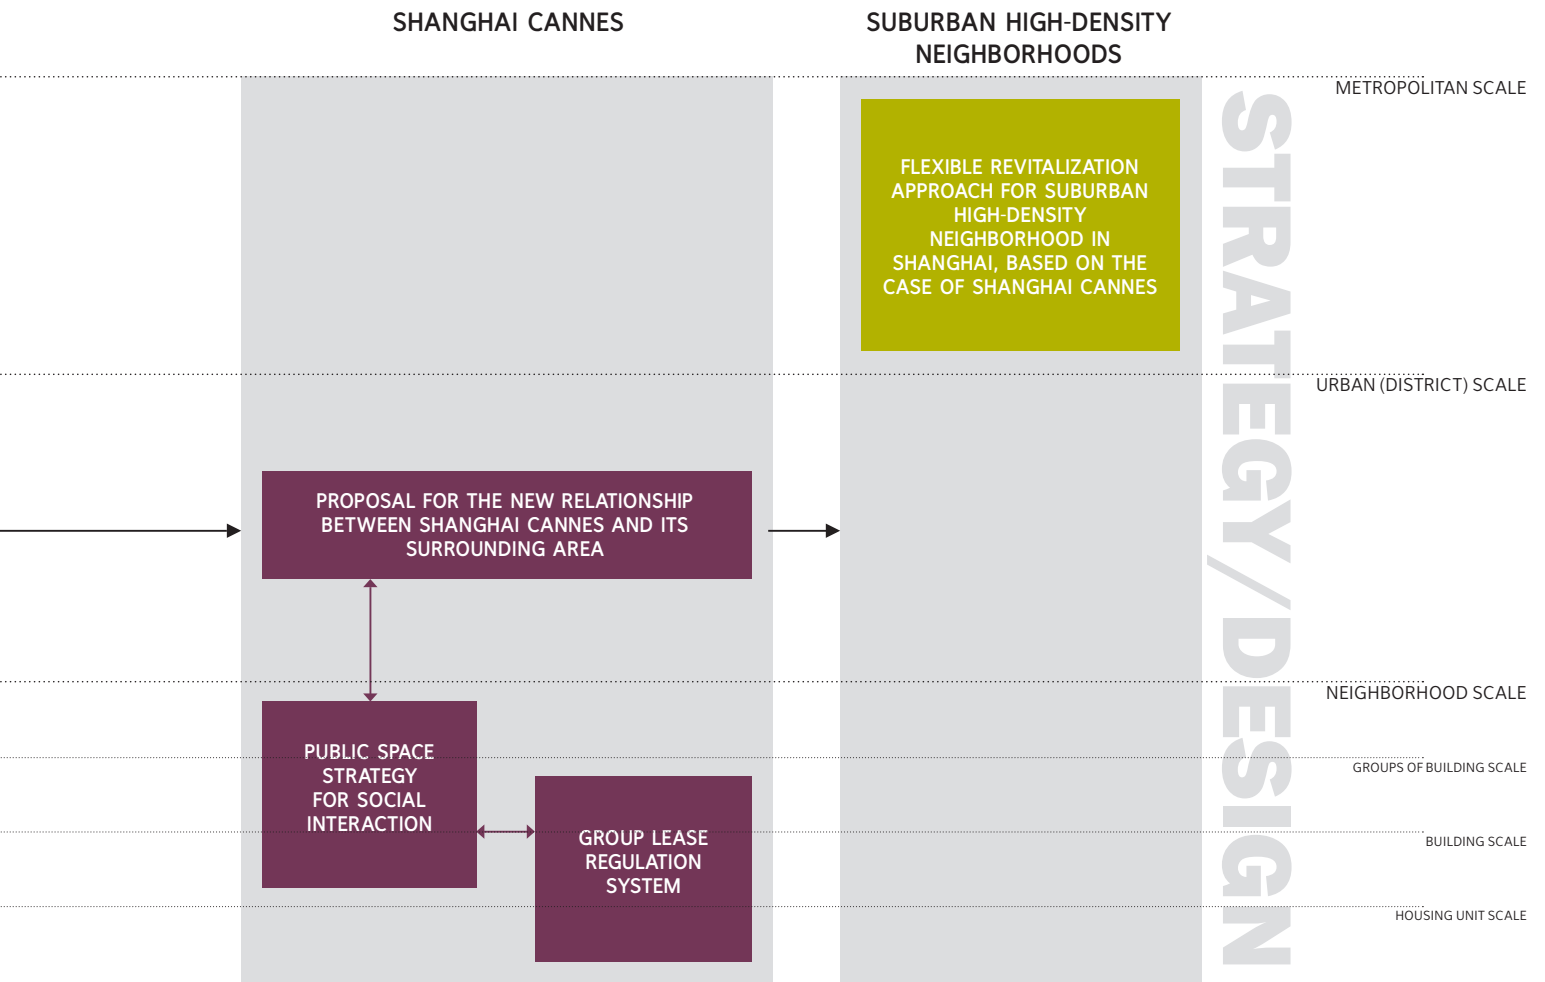 SHANGHAI CANNES
SUBURBAN HIGH-DENSITY
NEIGHBORHOODS
METROPOLITAN SCALE
FLEXIBLE REVITALIZATION
APPROACH FOR SUBURBAN
HIGH-DENSITY
NEIGHBORHOOD IN
SHANGHAI, BASED ON THE
CASE OF SHANGHAI CANNES
STRATEGY/DESIGN
URBAN (DISTRICT) SCALE
PROPOSAL FOR THE NEW RELATIONSHIP
BETWEEN SHANGHAI CANNES AND ITS
SURROUNDING AREA
NEIGHBORHOOD SCALE
PUBLIC SPACE
STRATEGY
FOR SOCIAL
INTERACTION
GROUPS OF BUILDING SCALE
GROUP LEASE
REGULATION
SYSTEM
BUILDING SCALE
HOUSING UNIT SCALE